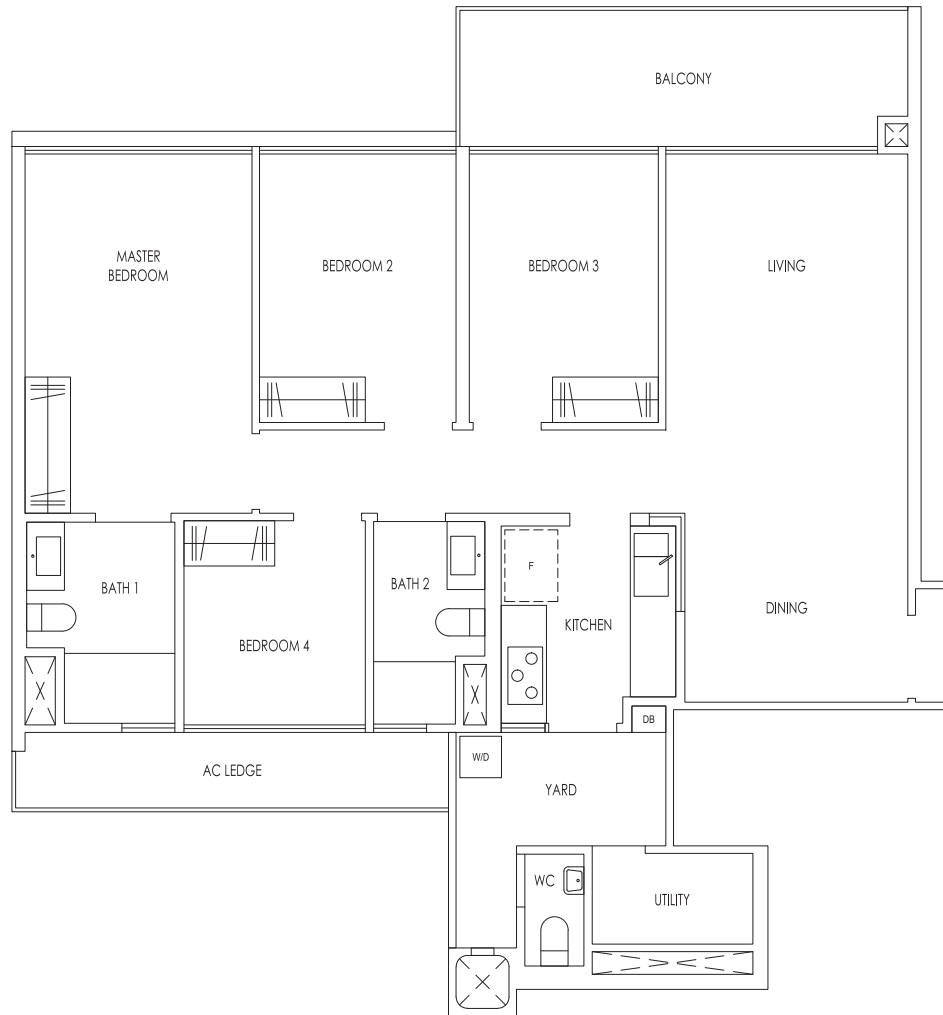 BALCONY
MASTER
BEDROOM
BEDROOM 2
BEDROOM 3
LIVING
BATH 1
BEDROOM 4
BATH 2
F
KITCHEN
DINING
DB
AC LEDGE
W/D
YARD
WC
UTILITY